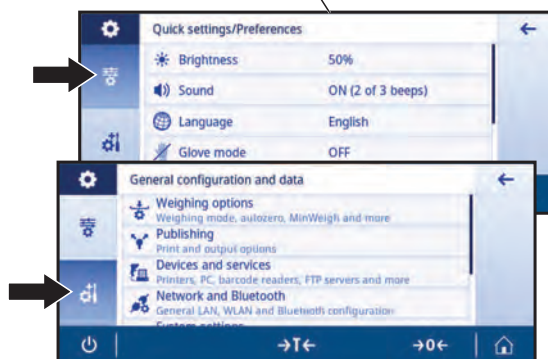 Quick settings/Preferences
Brightness 50%
Sound ON (2 of 3 beeps)
Language English
Glove mode OFF
General configuration and data
Weighing options
Weighing mode, autozero, MinWeigh and more
Publishing
Print and output options
Devices and services
Printers, PC, barcode readers, FTP servers and more
Network and Bluetooth
General LAN, WLAN and Bluetooth configuration
System settings
→T← →0←